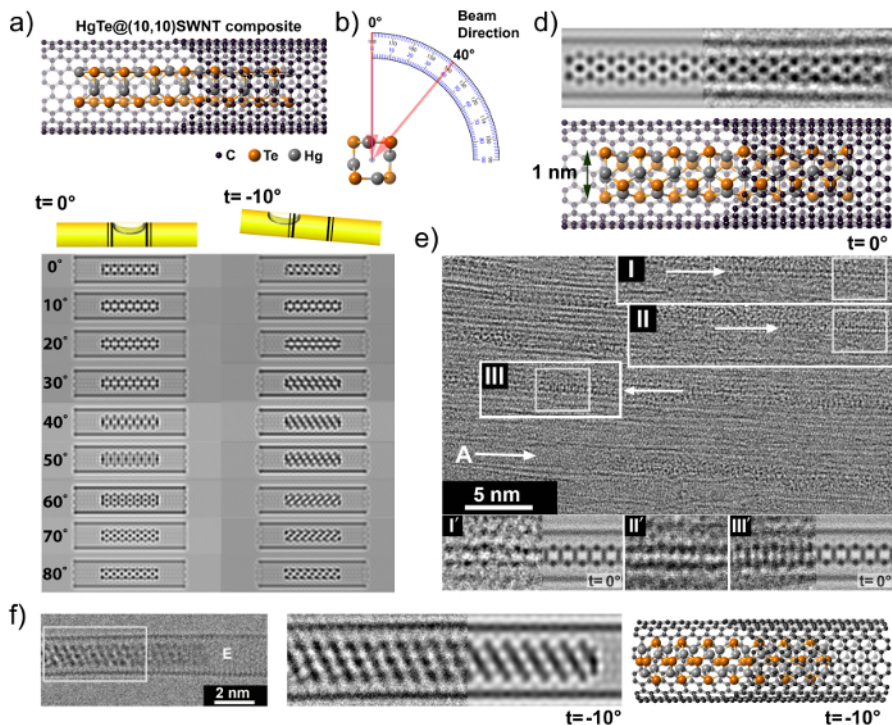 a)
HgTe@(10,10)SWNT composite
C Te Hg
b)
0°
Beam
Direction
40°
t= 0°
t= -10°
0°
10°
20°
30°
40°
50°
60°
70°
80°
d)
1 nm
t= 0°
e)
I
II
III
A
5 nm
I′
t= 0°
II′
III′
t= 0°
f)
E
2 nm
t= -10°
t= -10°